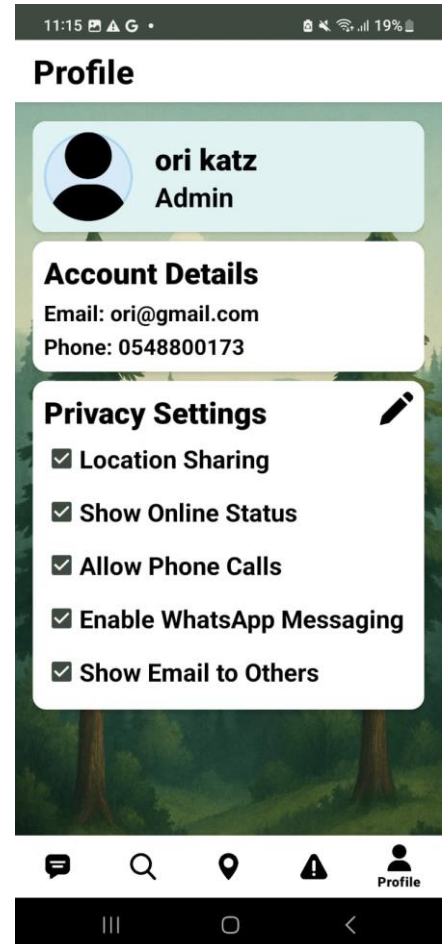 11:15
19%
Profile
ori katz
Admin
Account Details
Email: ori@gmail.com
Phone: 0548800173
Privacy Settings
Location Sharing
Show Online Status
Allow Phone Calls
Enable WhatsApp Messaging
Show Email to Others
Profile